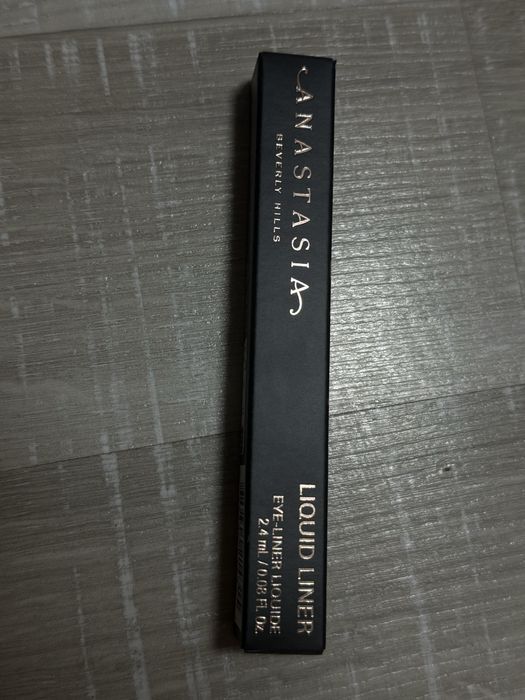 ANASTASIA
BEVERLY HILLS
LIQUID LINER
EYE-LINER LIQUIDE
2.4 mL / 0.08 FL. OZ.